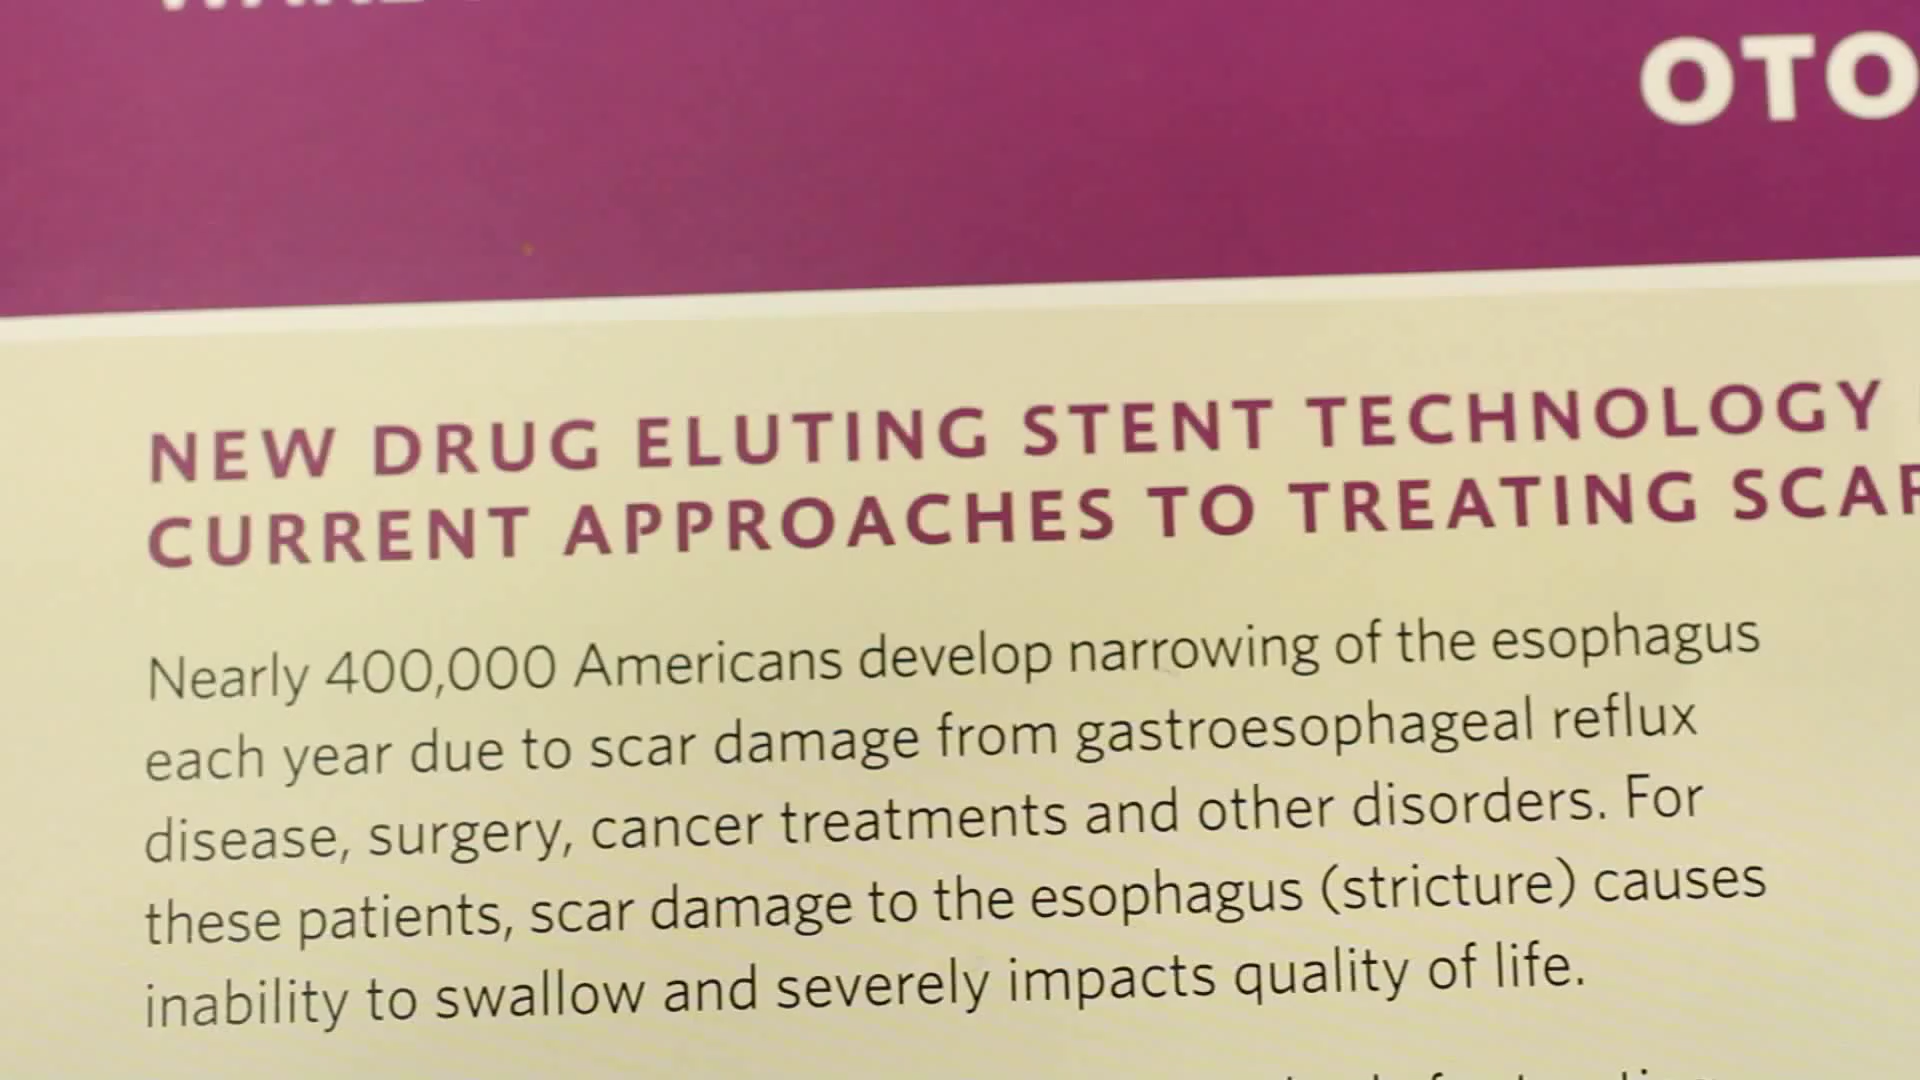 OTO
NEW DRUG ELUTING STENT TECHNOLOGY
CURRENT APPROACHES TO TREATING SCAR
Nearly 400,000 Americans develop narrowing of the esophagus
each year due to scar damage from gastroesophageal reflux
disease, surgery, cancer treatments and other disorders. For
these patients, scar damage to the esophagus (stricture) causes
inability to swallow and severely impacts quality of life.